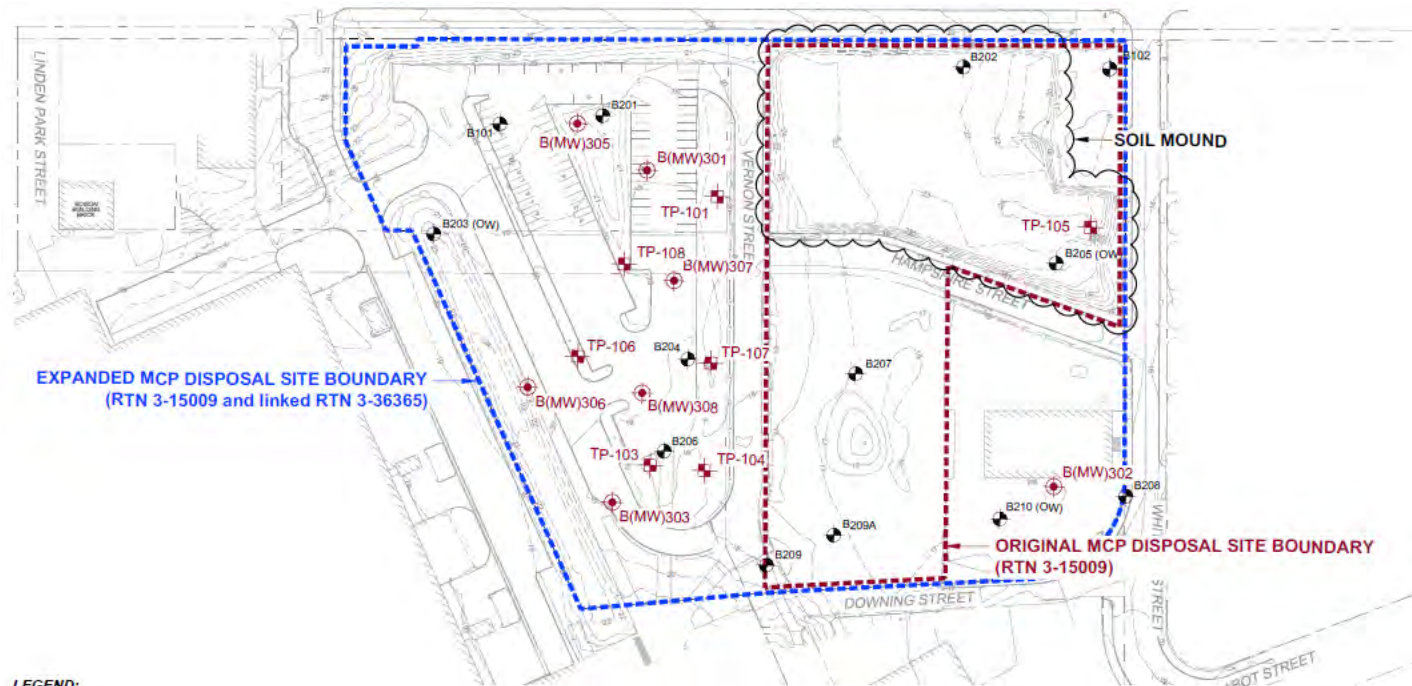 LINDEN PARK STREET
B202
B102
B201
B101
B(MW)305
SOIL MOUND
B(MW)301
VERNON STREET
TP-101
TP-105
B203 (OW)
TP-108
B(MW)307
B205 (OW)
HAMPSHIRE STREET
TP-106
B204
TP-107
B207
EXPANDED MCP DISPOSAL SITE BOUNDARY
(RTN 3-15009 and linked RTN 3-36365)
B(MW)306
B(MW)308
B206
TP-103
TP-104
B(MW)302
B208
B(MW)303
B210 (OW)
B209A
ORIGINAL MCP DISPOSAL SITE BOUNDARY
(RTN 3-15009)
B209
DOWNING STREET
STREET
BOT STREET
LEGEND: